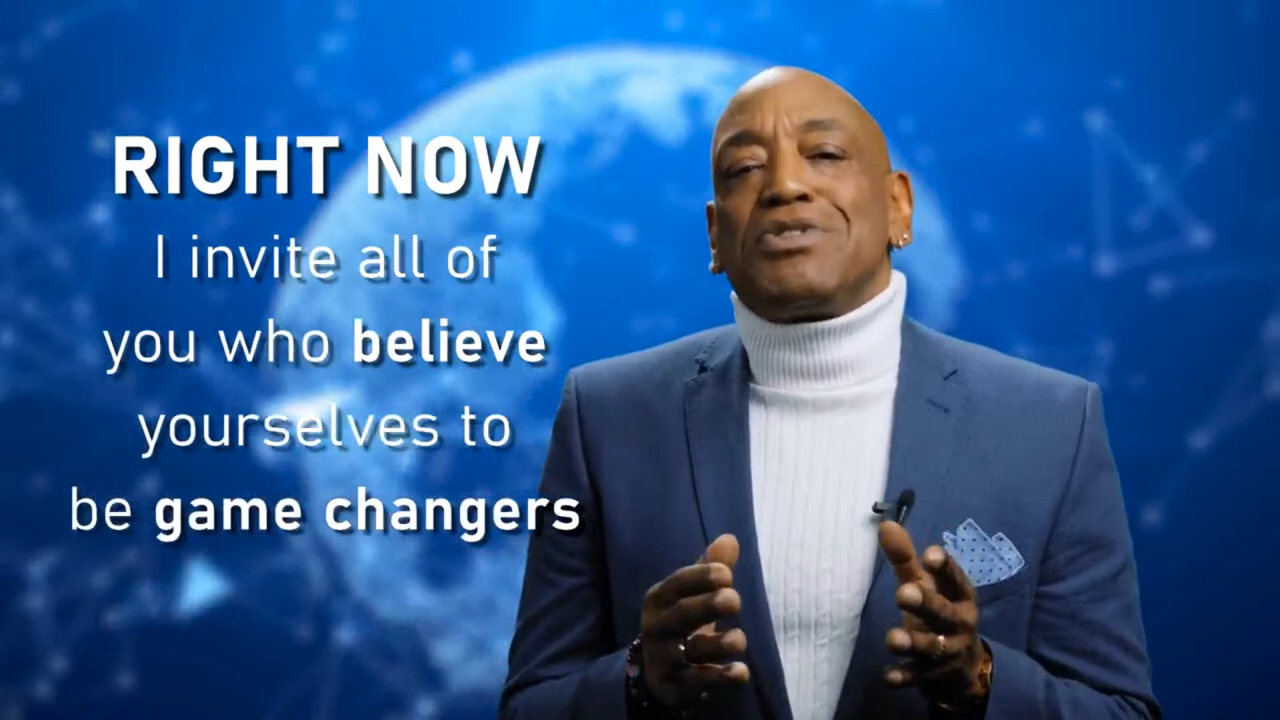 RIGHT NOW
I invite all of
you who believe
yourselves to
be game changers